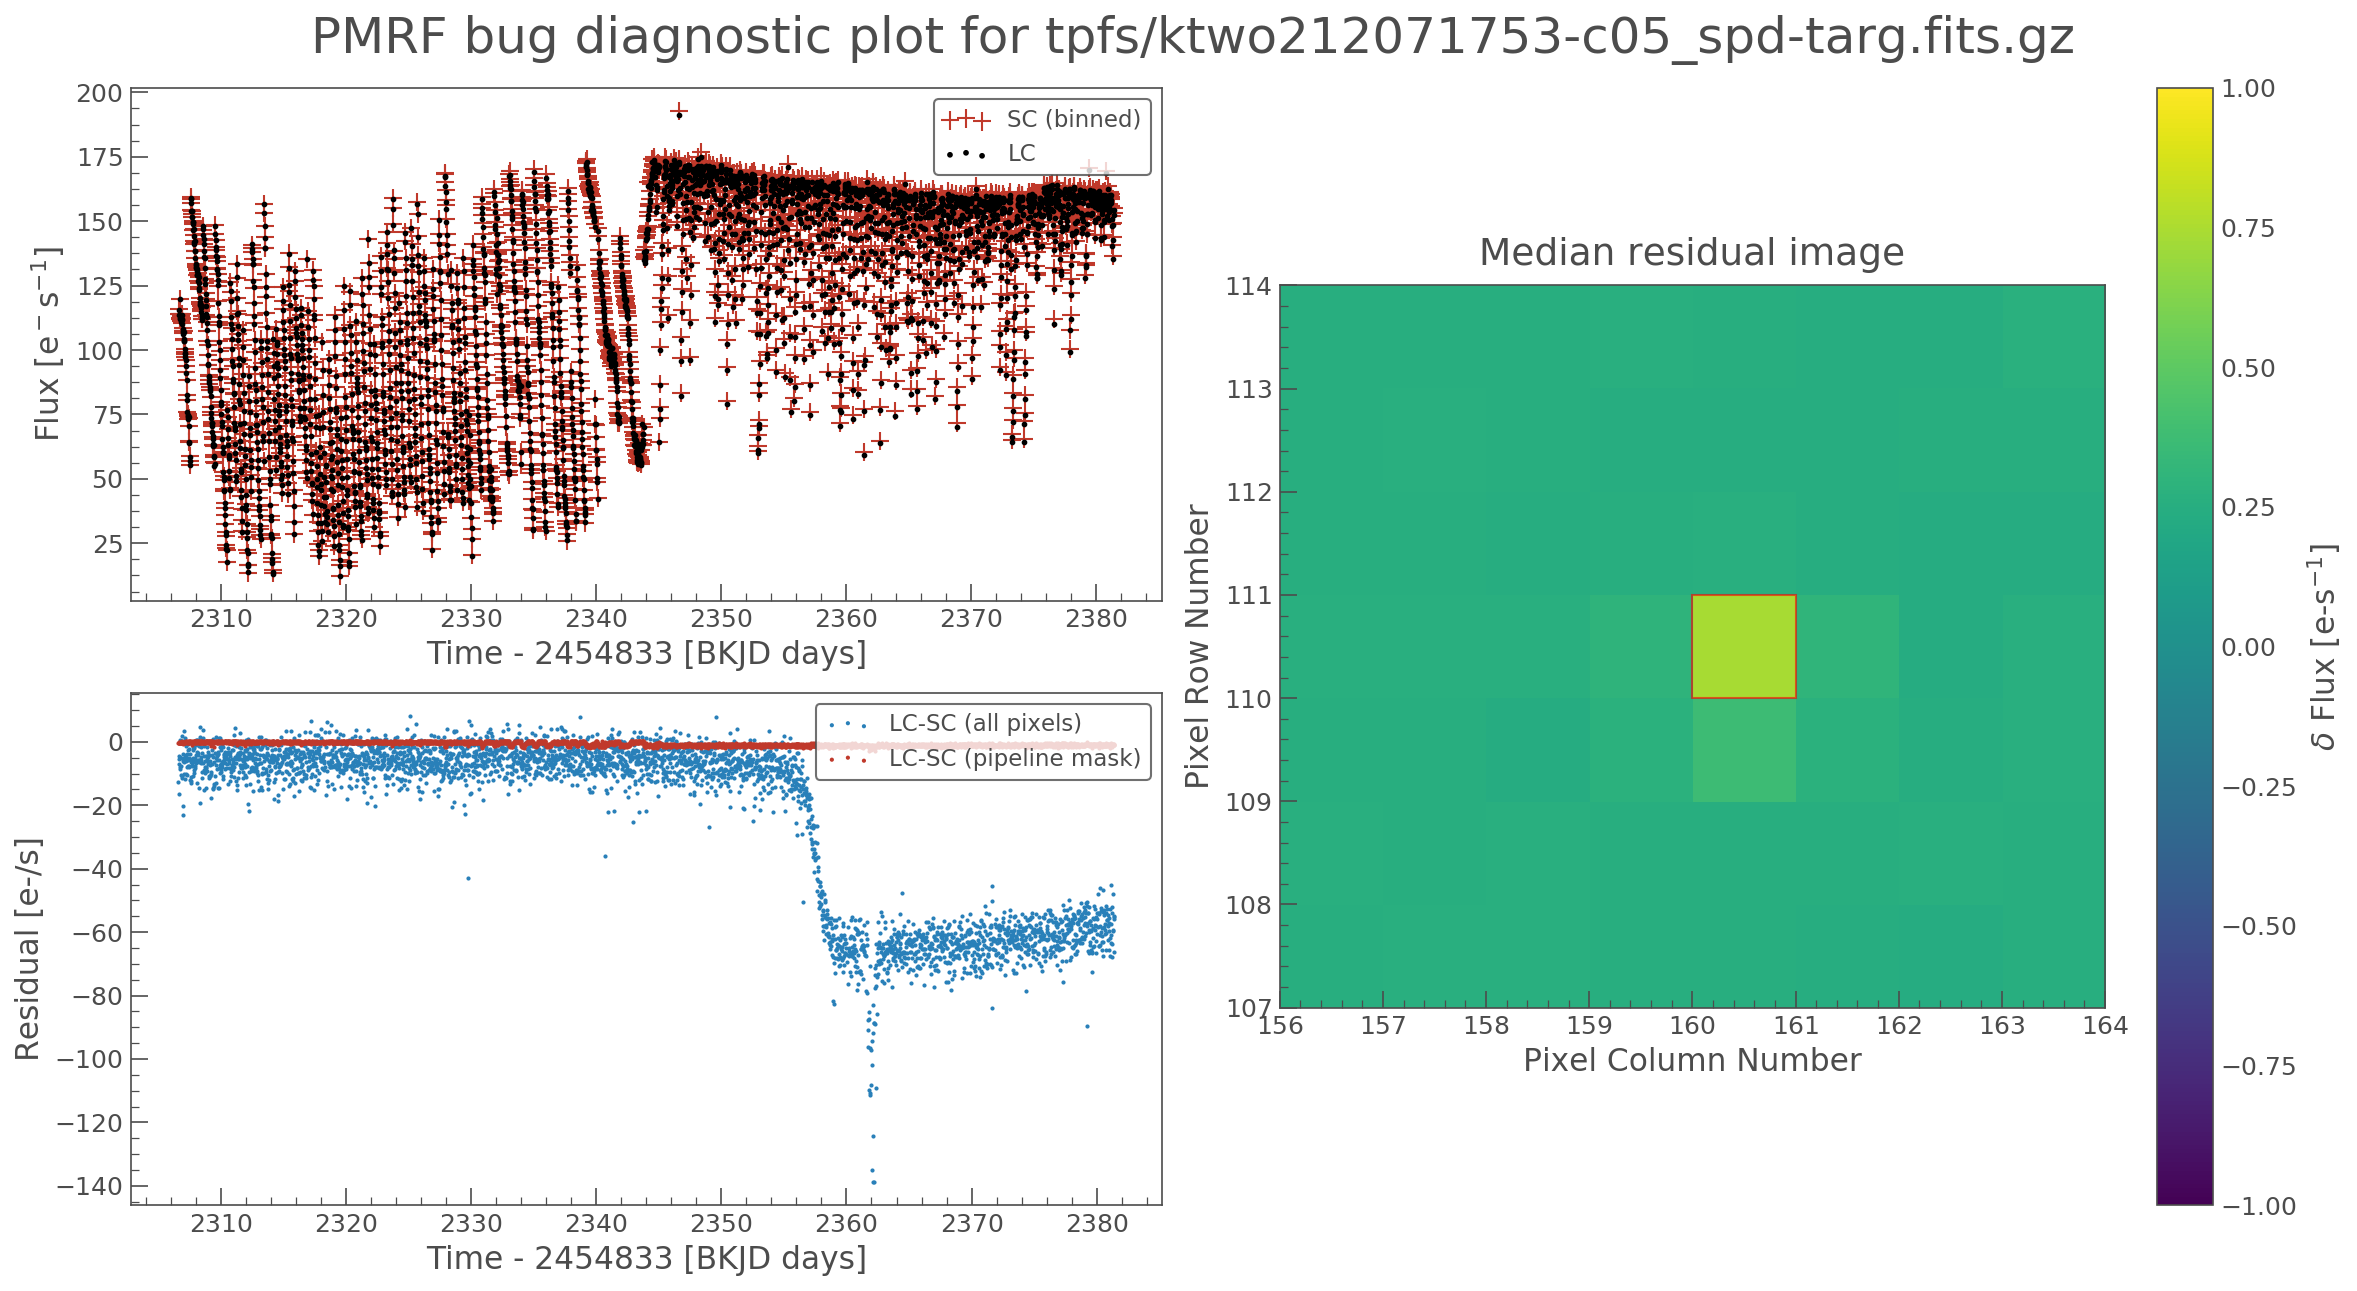 PMRF bug diagnostic plot for tpfs/ktwo212071753-c05_spd-targ.fits.gz
200
175
150
125
100
75
50
25
Flux [e⁻ s⁻¹]
SC (binned)
LC
2310 2320 2330 2340 2350 2360 2370 2380
Time - 2454833 [BKJD days]
0
−20
−40
−60
−80
−100
−120
−140
Residual [e-/s]
LC-SC (all pixels)
LC-SC (pipeline mask)
2310 2320 2330 2340 2350 2360 2370 2380
Time - 2454833 [BKJD days]
Median residual image
114
113
112
111
110
109
108
107
Pixel Row Number
156 157 158 159 160 161 162 163 164
Pixel Column Number
1.00
0.75
0.50
0.25
0.00
−0.25
−0.50
−0.75
−1.00
δ Flux [e-s⁻¹]